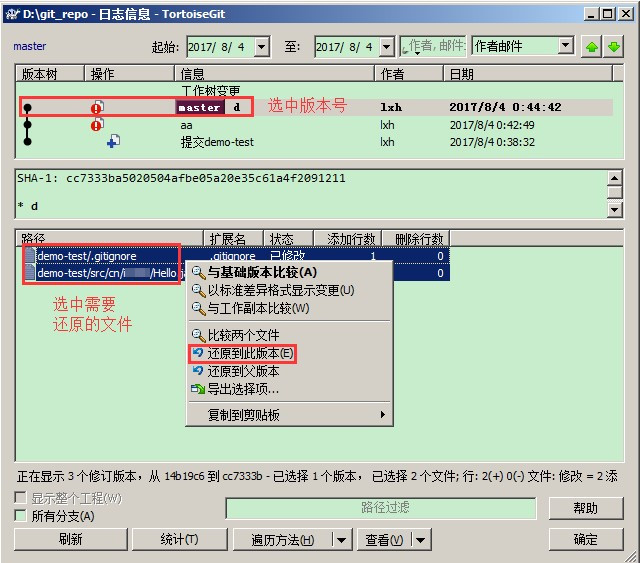 D:\git_repo - 日志信息 - TortoiseGit
master 起始: 2017/ 8/ 4 至: 2017/ 8/ 4 作者, 邮件: 作者邮件
版本树 操作 信息 作者 日期
工作树变更
master d lxh 2017/8/4 0:44:42 选中版本号
aa lxh 2017/8/4 0:42:49
提交demo-test lxh 2017/8/4 0:38:32
SHA-1: cc7333ba5020504afbe05a20e35c61a4f2091211
* d
路径 扩展名 状态 添加行数 删除行数
demo-test/.gitignore .gitignore 已修改 1 0
demo-test/src/cn/i /Hello.ja 0
选中需要
还原的文件
与基础版本比较(A)
以标准差异格式显示变更(U)
与工作副本比较(W)
比较两个文件
还原到此版本(E)
还原到父版本
导出选择项...
复制到剪贴板
正在显示 3 个修订版本，从 14b19c6 到 cc7333b - 已选择 1 个版本， 已选择 2 个文件; 行: 2(+) 0(-) 文件: 修改 = 2 添
显示整个工程(W)
所有分支(A)
路径过滤
帮助
刷新 统计(T) 遍历方法(H) 查看(V) 确定